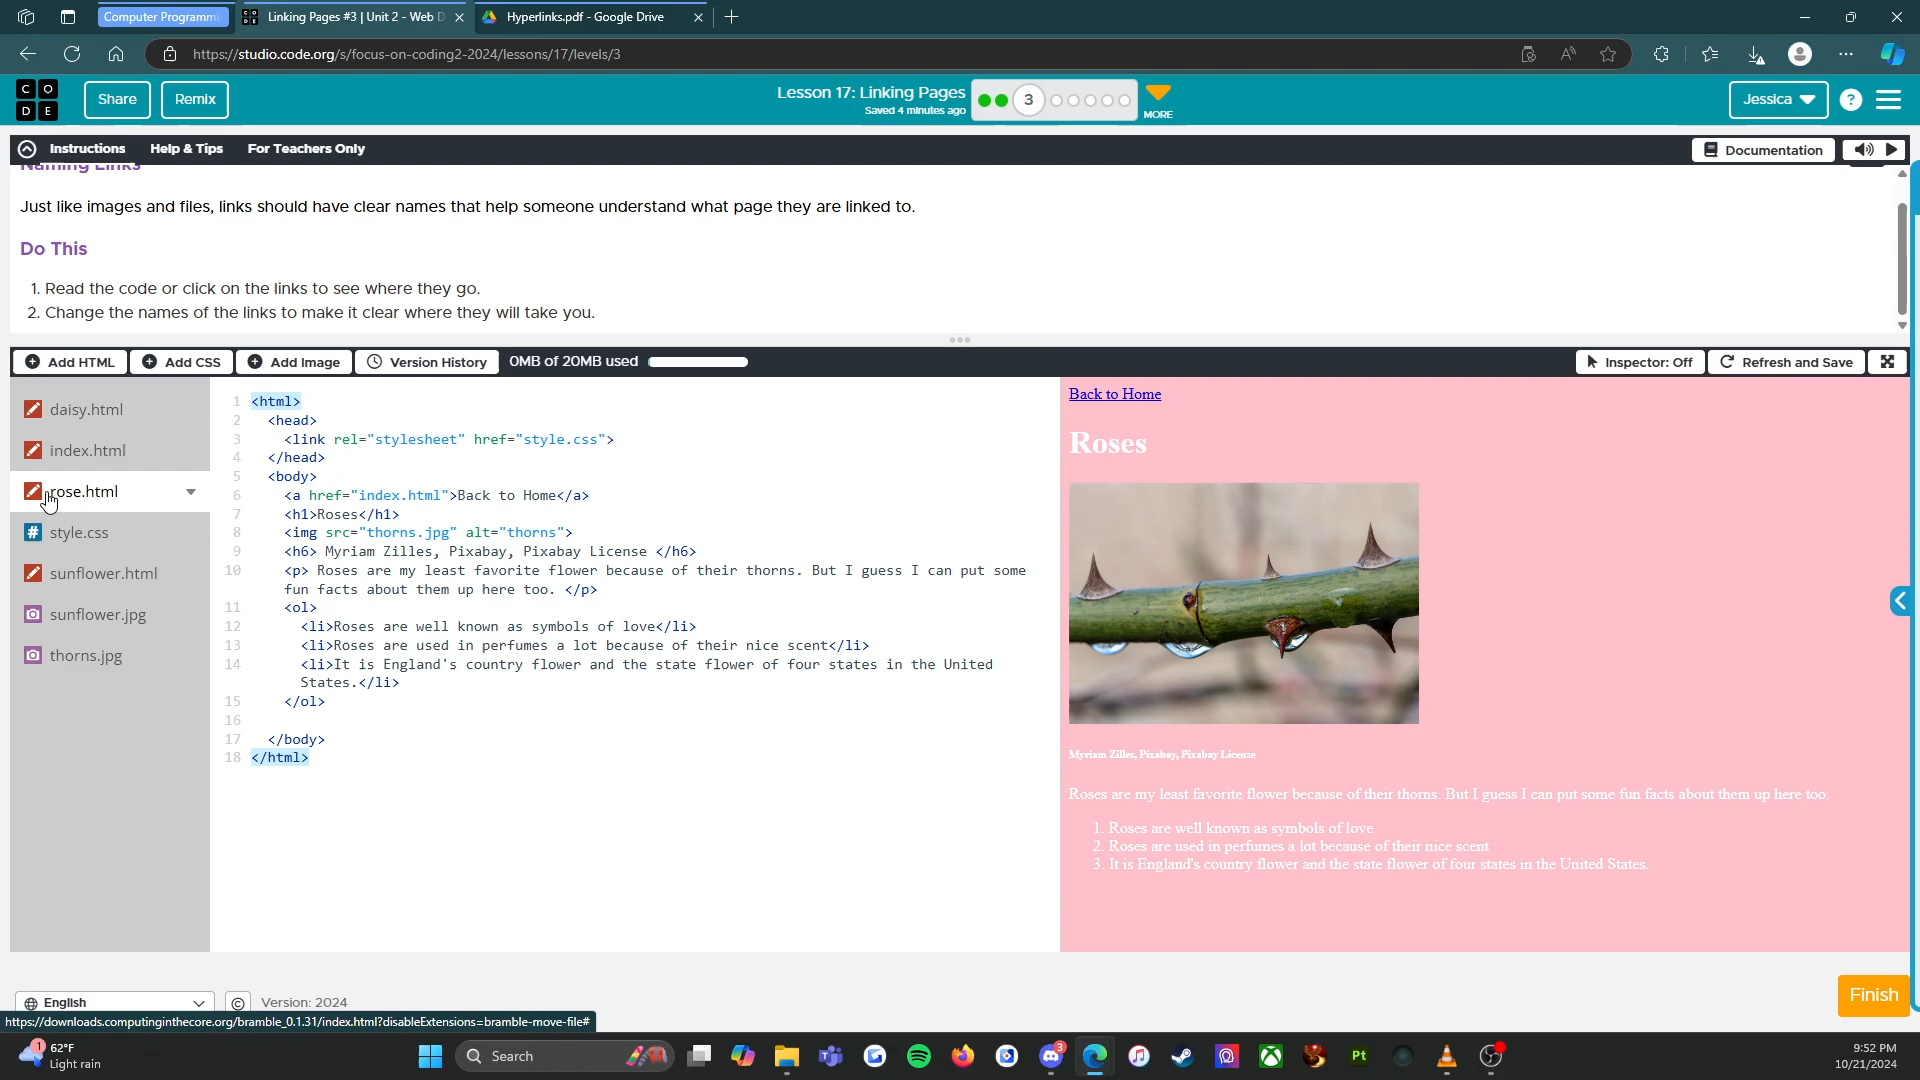 Computer Programmi
Linking Pages #3 | Unit 2 - Web D
Hyperlinks.pdf - Google Drive
https://studio.code.org/s/focus-on-coding2-2024/lessons/17/levels/3
C O D E
Share
Remix
Lesson 17: Linking Pages
Saved 4 minutes ago
3
MORE
Jessica
?
Instructions
Help & Tips
For Teachers Only
Documentation
Naming Links
Just like images and files, links should have clear names that help someone understand what page they are linked to.
Do This
1. Read the code or click on the links to see where they go.
2. Change the names of the links to make it clear where they will take you.
Add HTML
Add CSS
Add Image
Version History
0MB of 20MB used
Inspector: Off
Refresh and Save
daisy.html
index.html
rose.html
style.css
sunflower.html
sunflower.jpg
thorns.jpg
1 <html>
2 <head>
3 <link rel="stylesheet" href="style.css">
4 </head>
5 <body>
6 <a href="index.html">Back to Home</a>
7 <h1>Roses</h1>
8 <img src="thorns.jpg" alt="thorns">
9 <h6> Myriam Zilles, Pixabay, Pixabay License </h6>
10 <p> Roses are my least favorite flower because of their thorns. But I guess I can put some
fun facts about them up here too. </p>
11 <ol>
12 <li>Roses are well known as symbols of love</li>
13 <li>Roses are used in perfumes a lot because of their nice scent</li>
14 <li>It is England's country flower and the state flower of four states in the United
States.</li>
15 </ol>
16
17 </body>
18 </html>
Back to Home
Roses
Myriam Zilles, Pixabay, Pixabay License
Roses are my least favorite flower because of their thorns. But I guess I can put some fun facts about them up here too.
1. Roses are well known as symbols of love
2. Roses are used in perfumes a lot because of their nice scent
3. It is England's country flower and the state flower of four states in the United States.
Finish
English
Version: 2024
https://downloads.computinginthecore.org/bramble_0.1.31/index.html?disableExtensions=bramble-move-file#
1
62°F
Light rain
Search
3
Pt
9:52 PM
10/21/2024